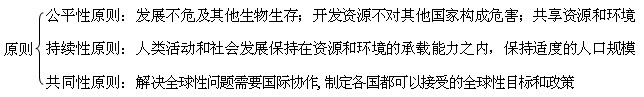 公平性原则：发展不危及其他生物生存；开发资源不对其他国家构成危害；共享资源和环境
原则
持续性原则：人类活动和社会发展保持在资源和环境的承载能力之内，保持适度的人口规模
共同性原则：解决全球性问题需要国际协作，制定各国都可以接受的全球性目标和政策